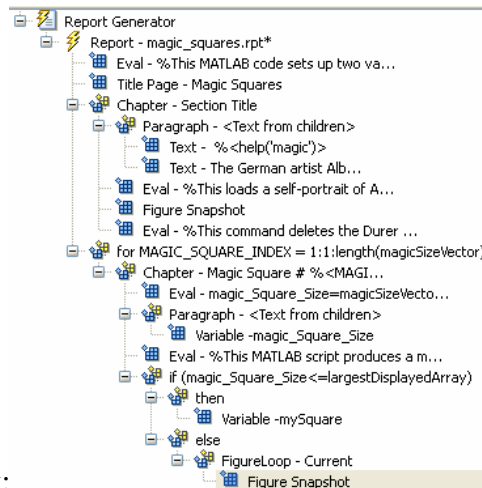 Report Generator
Report - magic_squares.rpt*
Eval - %This MATLAB code sets up two va...
Title Page - Magic Squares
Chapter - Section Title
Paragraph - <Text from children>
Text - %<help('magic')>
Text - The German artist Alb...
Eval - %This loads a self-portrait of A...
Figure Snapshot
Eval - %This command deletes the Durer ...
for MAGIC_SQUARE_INDEX = 1:1:length(magicSizeVector)
Chapter - Magic Square # %<MAGI...
Eval - magic_Square_Size=magicSizeVecto...
Paragraph - <Text from children>
Variable -magic_Square_Size
Eval - %This MATLAB script produces a m...
if (magic_Square_Size<=largestDisplayedArray)
then
Variable -mySquare
else
FigureLoop - Current
Figure Snapshot